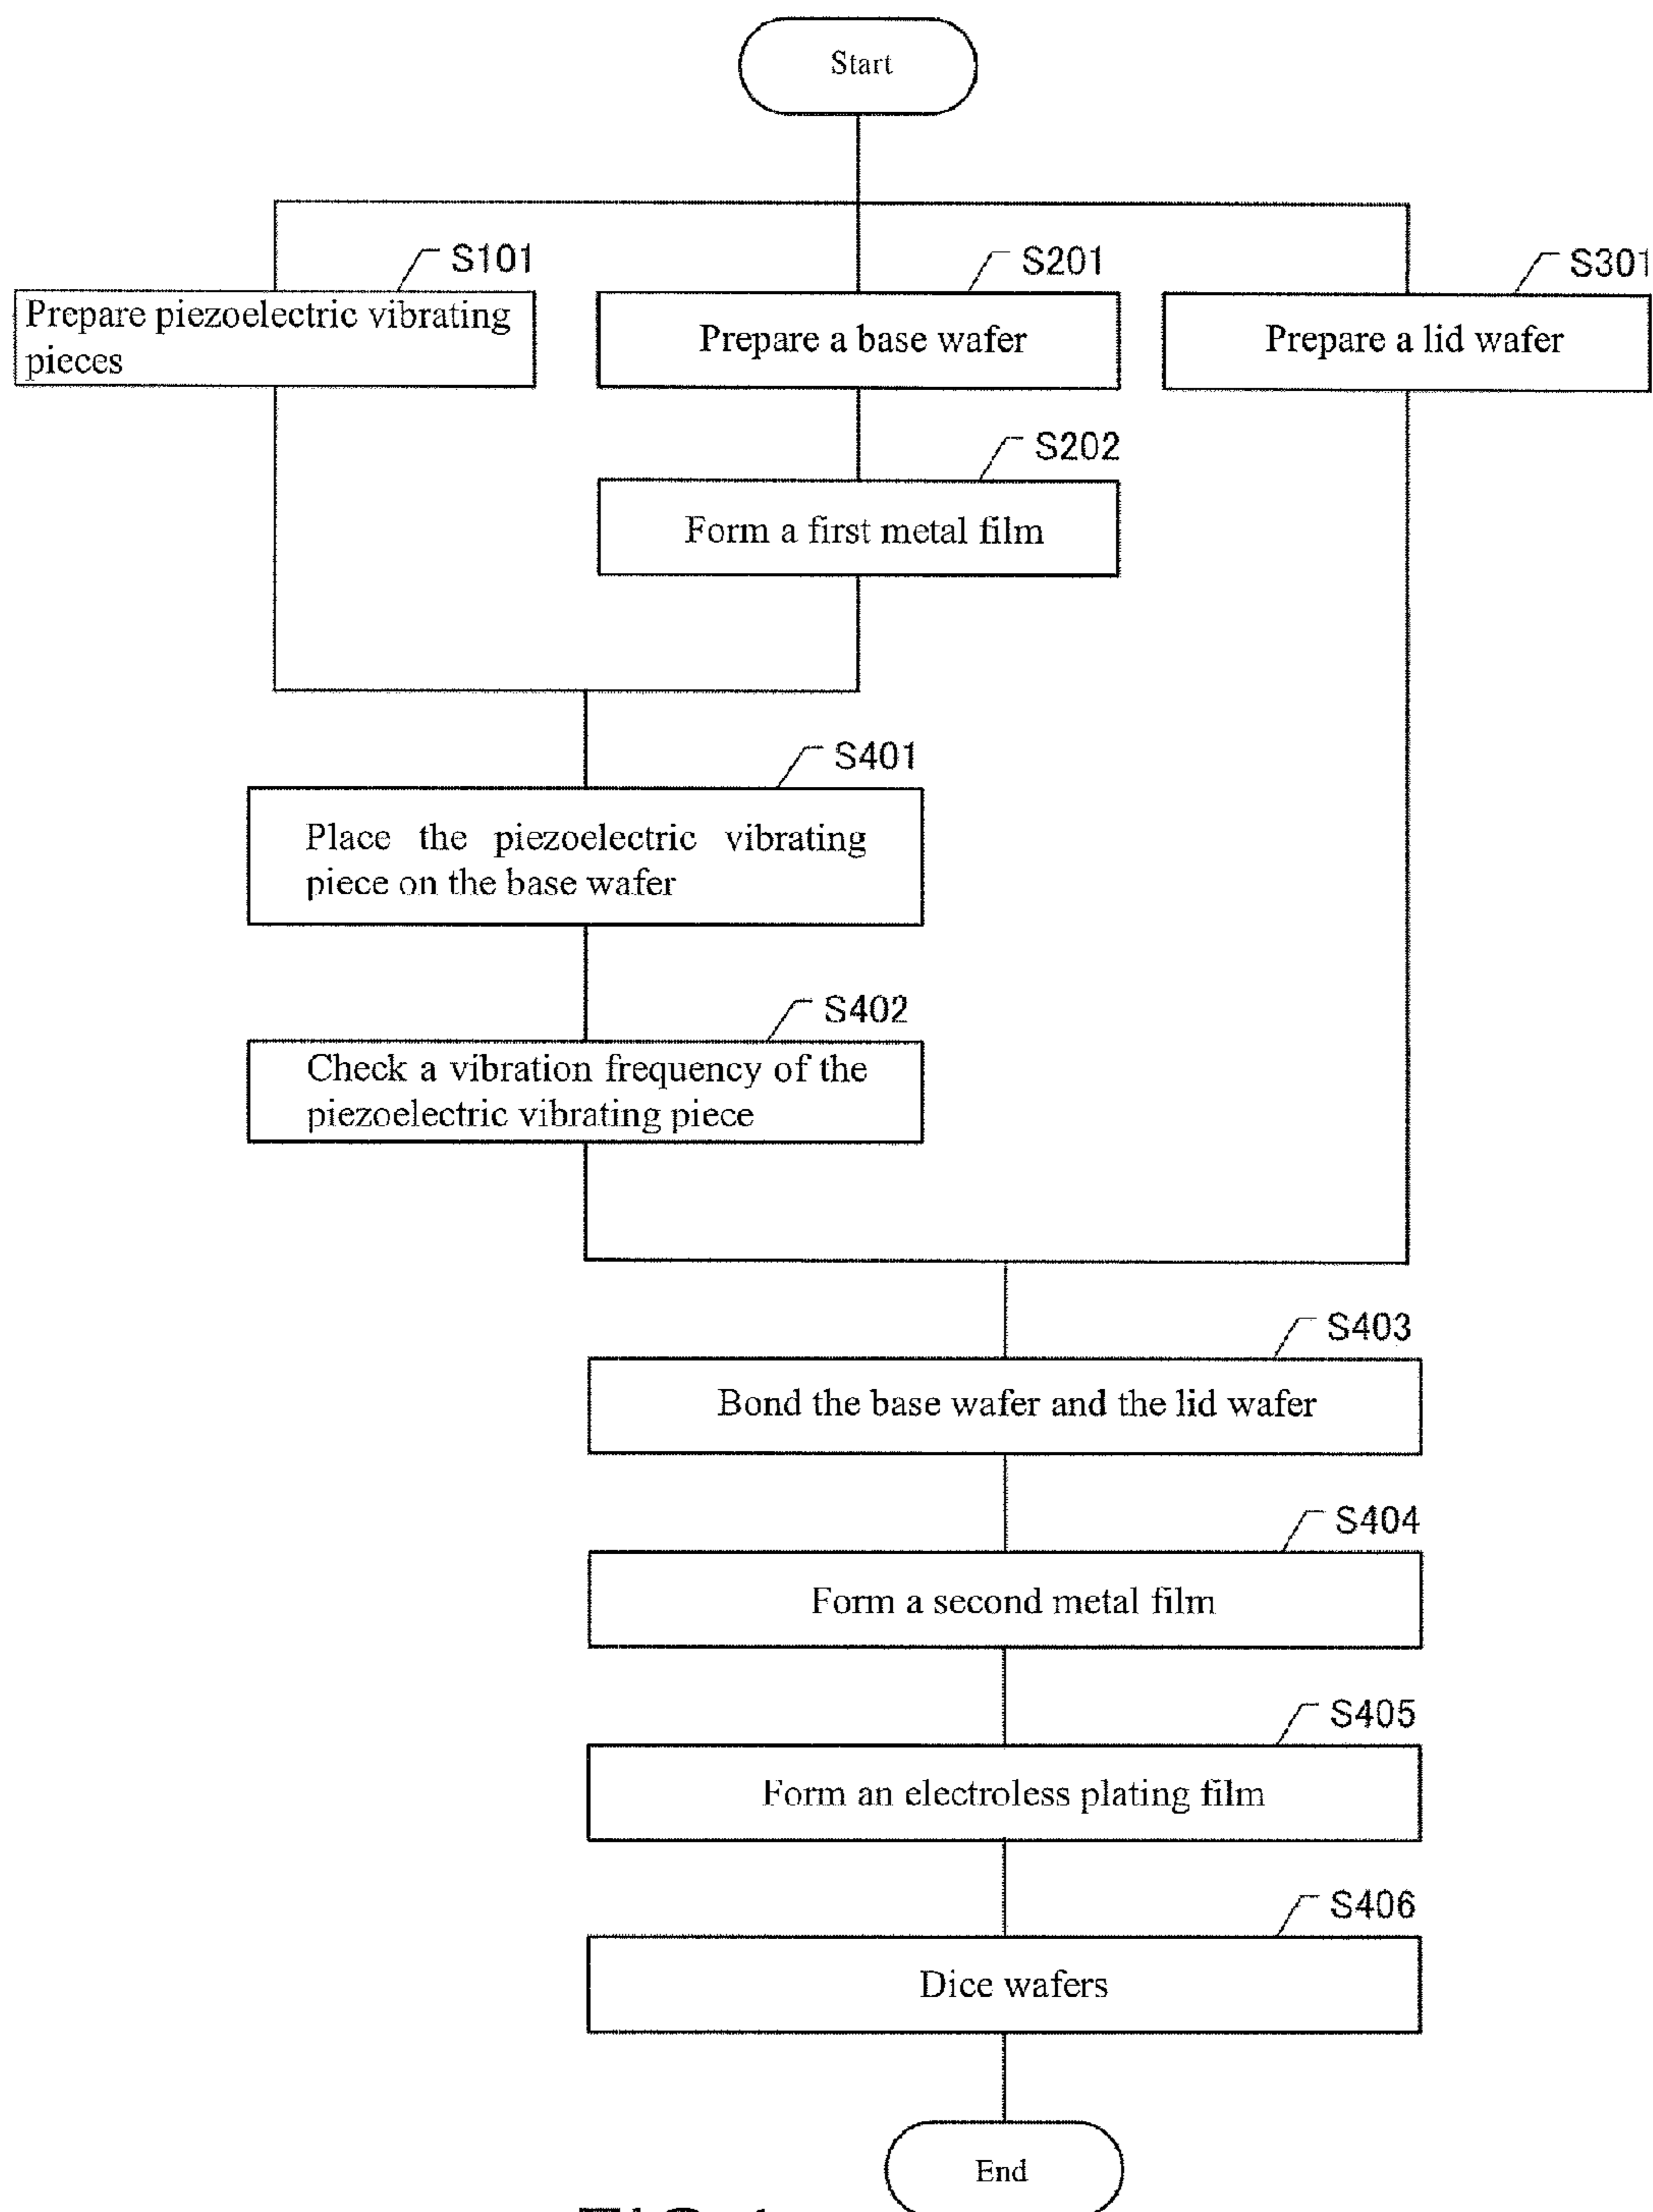 Start
S101
S201
S301
Prepare piezoelectric vibrating
pieces
Prepare a base wafer
Prepare a lid wafer
S202
Form a first metal film
S401
Place the piezoelectric vibrating
piece on the base wafer
S402
Check a vibration frequency of the
piezoelectric vibrating piece
S403
Bond the base wafer and the lid wafer
S404
Form a second metal film
S405
Form an electroless plating film
S406
Dice wafers
End